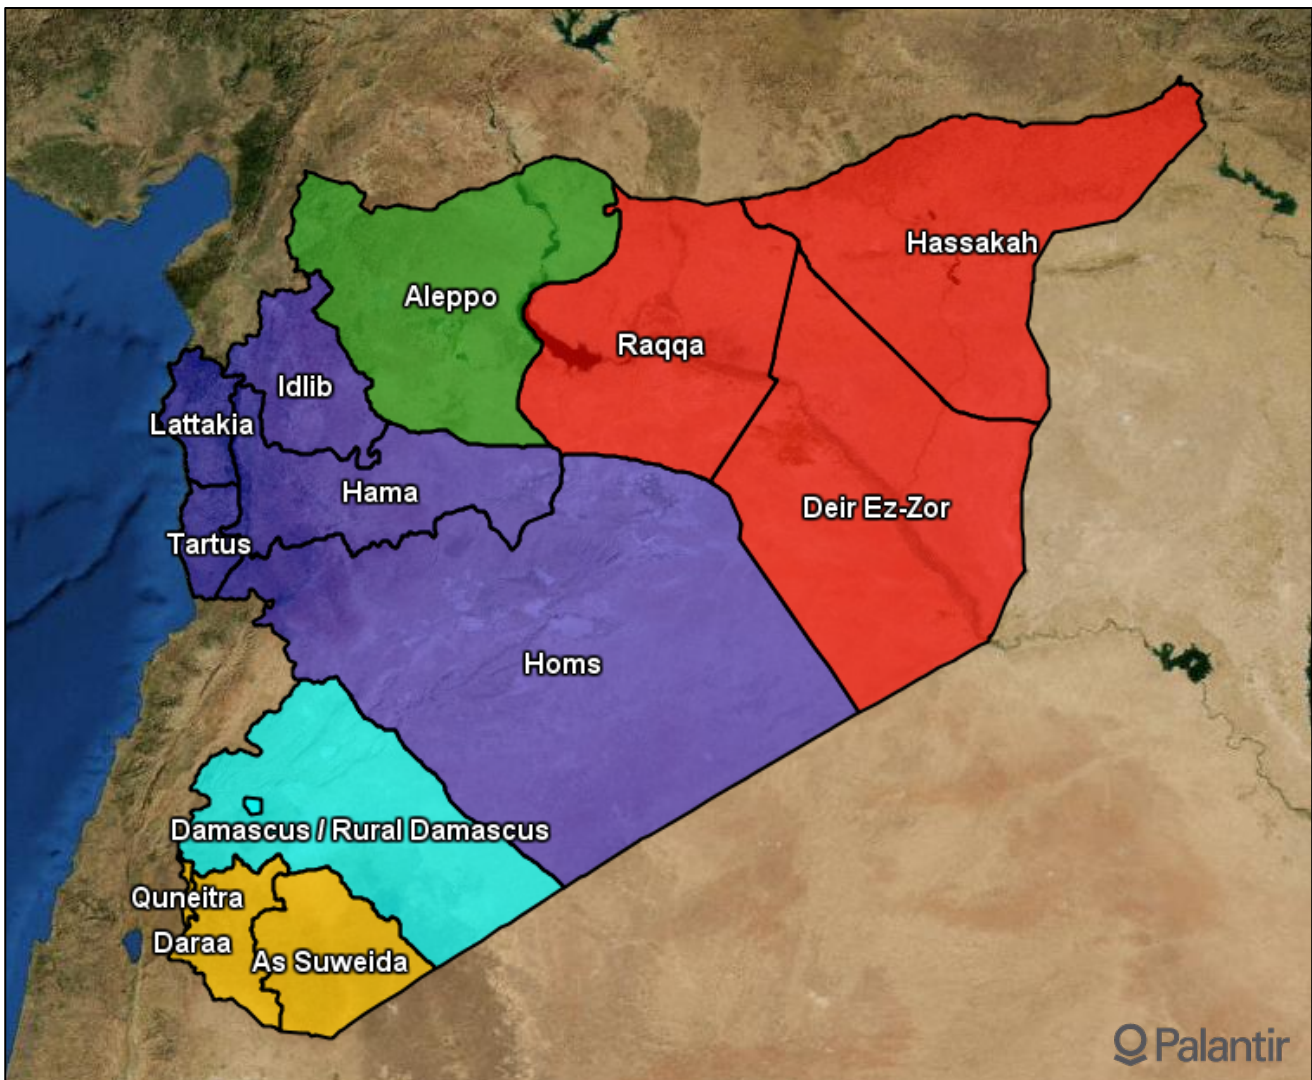 Hassakah
Aleppo
Raqqa
Idlib
Lattakia
Hama
Deir Ez-Zor
Tartus
Homs
Damascus / Rural Damascus
Quneitra
Daraa
As Suweida
Palantir